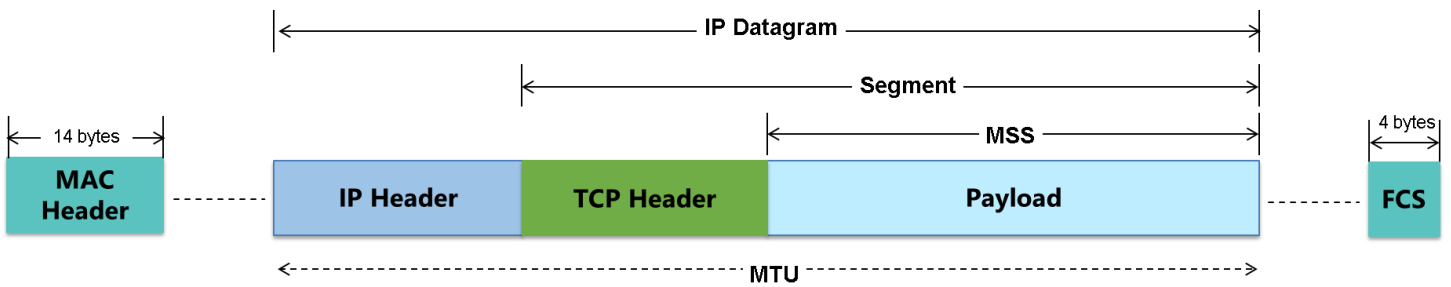 IP Datagram
Segment
14 bytes
MSS
4 bytes
MAC
Header
IP Header
TCP Header
Payload
FCS
MTU